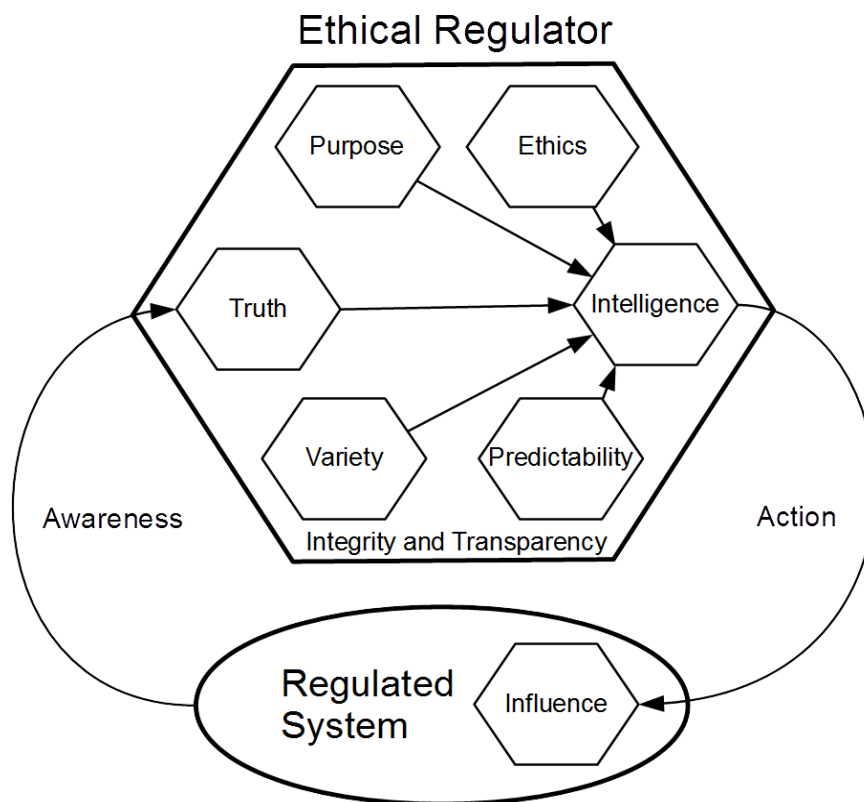 Ethical Regulator
Purpose
Ethics
Truth
Intelligence
Variety
Predictability
Integrity and Transparency
Awareness
Action
Regulated
System
Influence